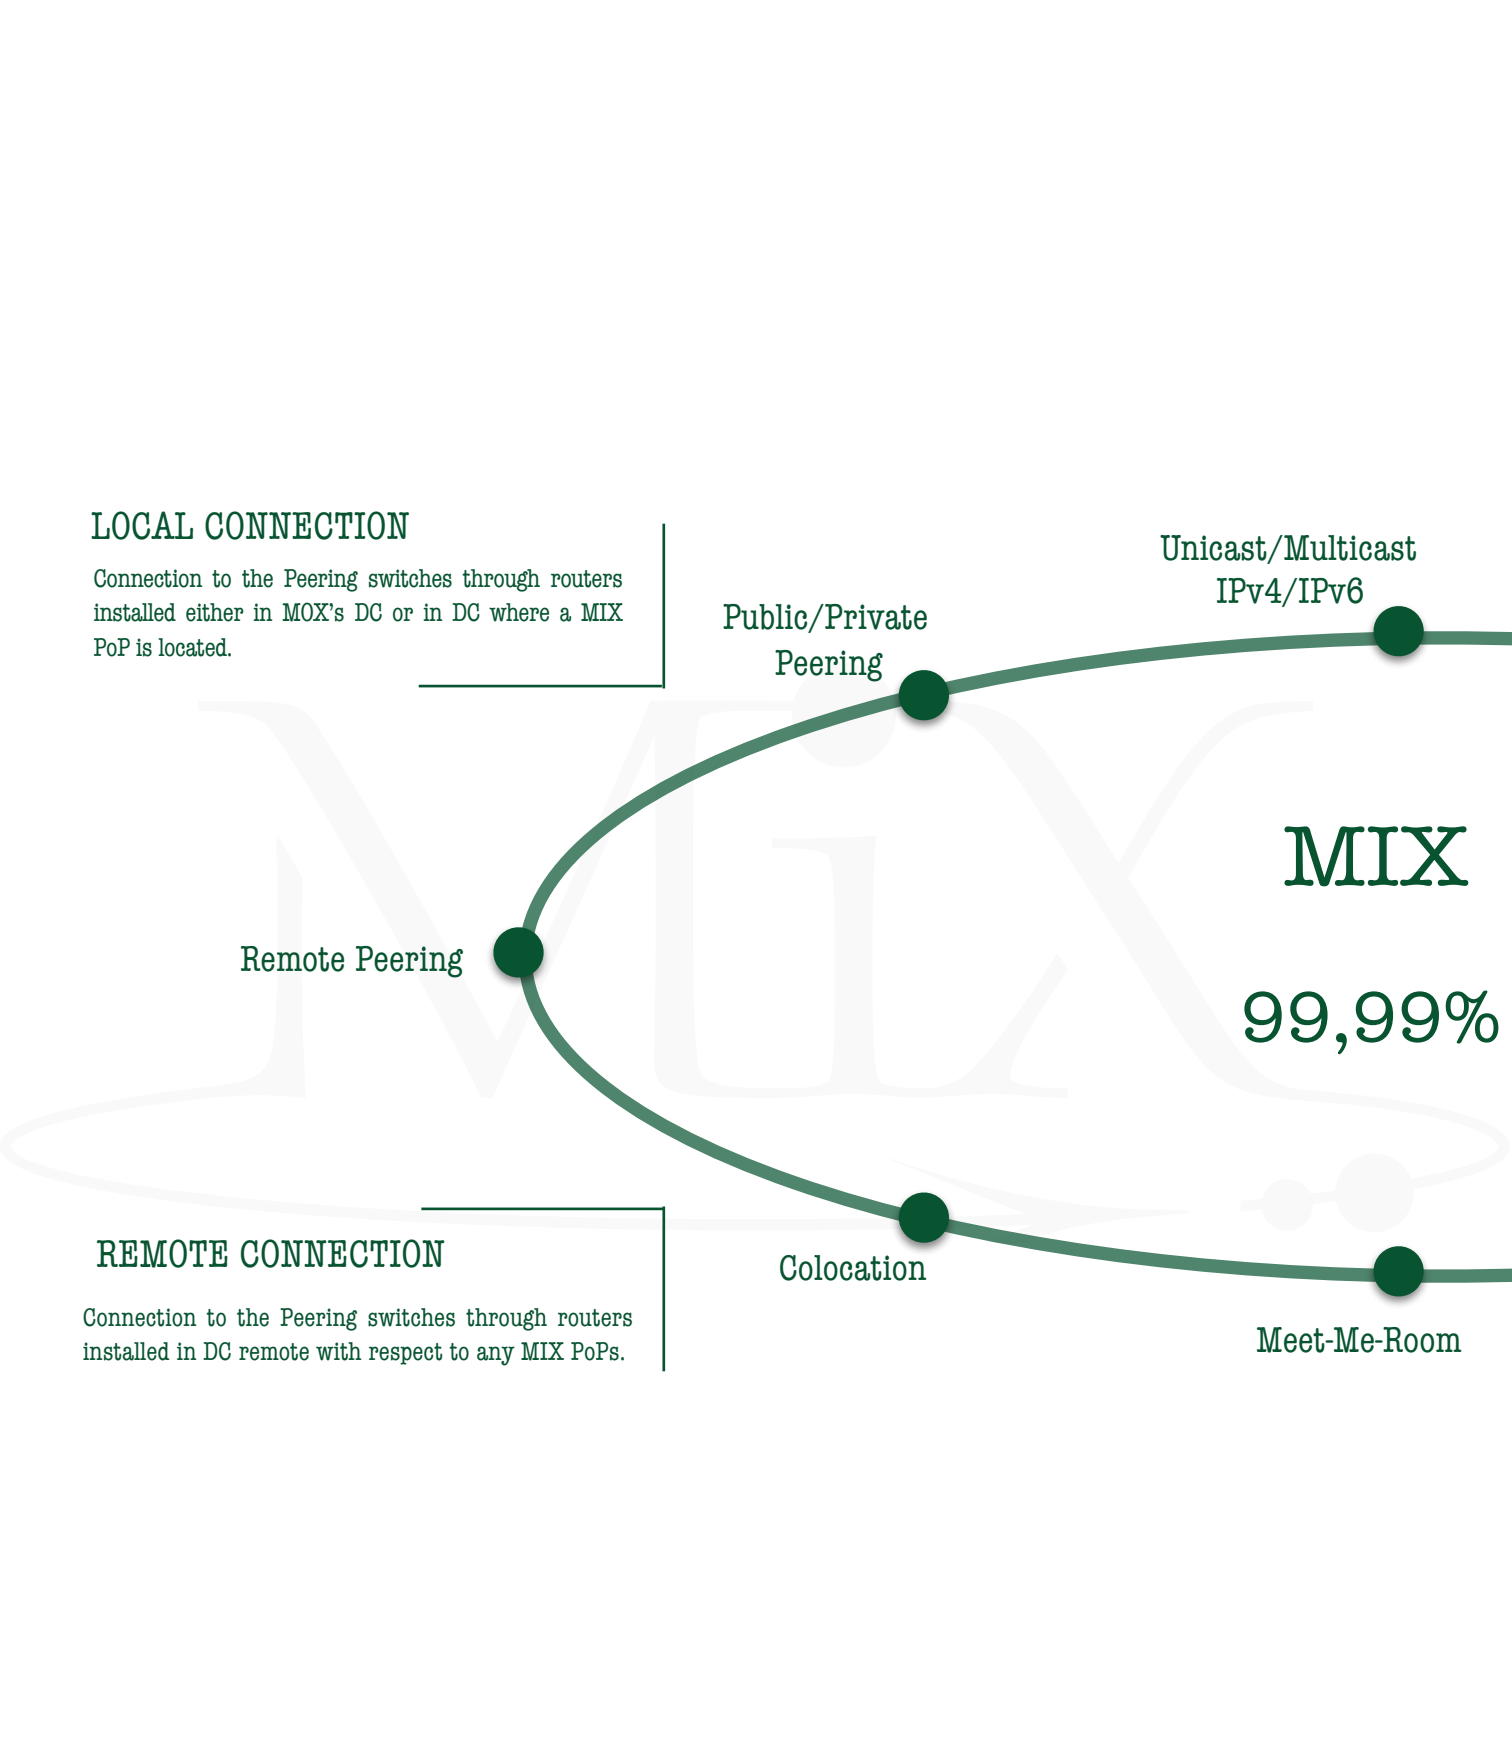 LOCAL CONNECTION
Connection to the Peering switches through routers
installed either in MOX's DC or in DC where a MIX
PoP is located.
Unicast/Multicast
IPv4/IPv6
Public/Private
Peering
MIX
Remote Peering
99,99%
REMOTE CONNECTION
Connection to the Peering switches through routers
installed in DC remote with respect to any MIX PoPs.
Colocation
Meet-Me-Room
MiX